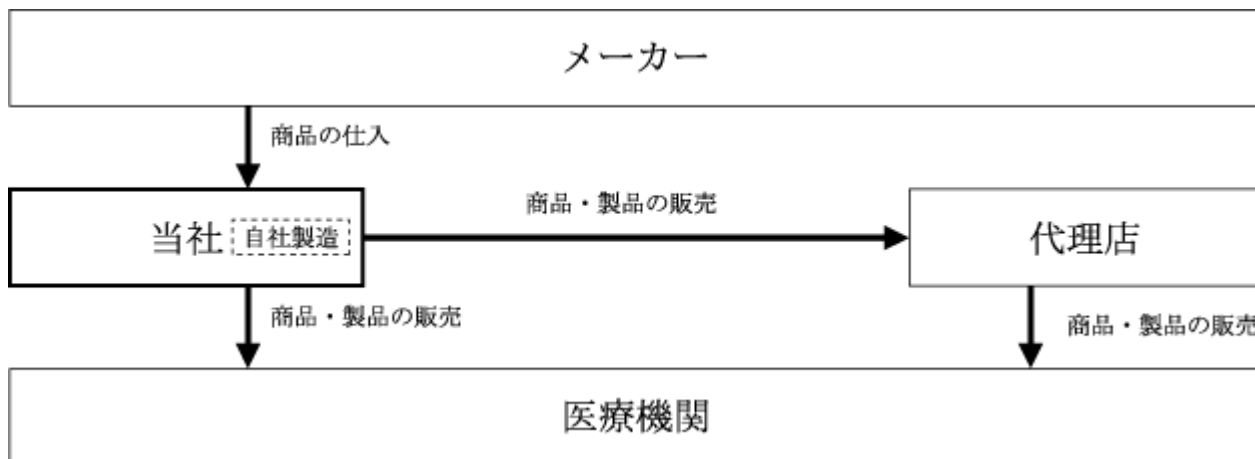 メーカー
商品の仕入
当社 自社製造
商品・製品の販売
代理店
商品・製品の販売
商品・製品の販売
医療機関